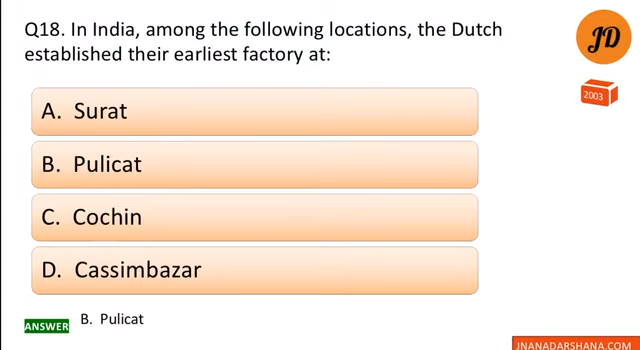 Q18. In India, among the following locations, the Dutch
established their earliest factory at:
JD
2003
A. Surat
B. Pulicat
C. Cochin
D. Cassimbazar
ANSWER B. Pulicat
JNANADARSHANA.COM